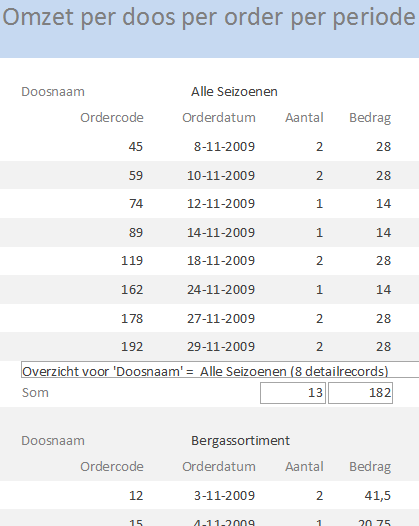 Omzet per doos per order per periode
Doosnaam Alle Seizoenen
Ordercode Orderdatum Aantal Bedrag
45 8-11-2009 2 28
59 10-11-2009 2 28
74 12-11-2009 1 14
89 14-11-2009 1 14
119 18-11-2009 2 28
162 24-11-2009 1 14
178 27-11-2009 2 28
192 29-11-2009 2 28
Overzicht voor 'Doosnaam' = Alle Seizoenen (8 detailrecords)
Som 13 182
Doosnaam Bergassortiment
Ordercode Orderdatum Aantal Bedrag
12 3-11-2009 2 41,5
15 4-11-2009 1 20,75